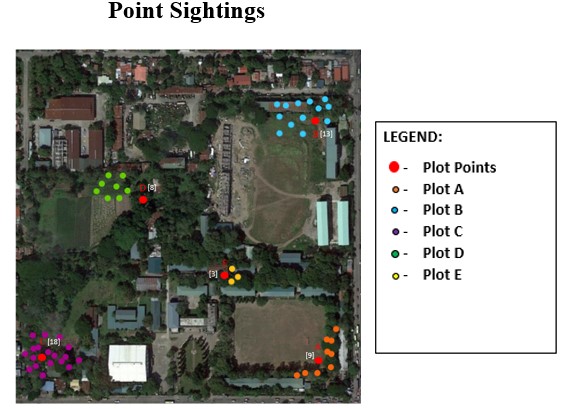 Point Sightings
[13]
[8]
[3]
[18]
[9]
LEGEND:
- Plot Points
- Plot A
- Plot B
- Plot C
- Plot D
- Plot E